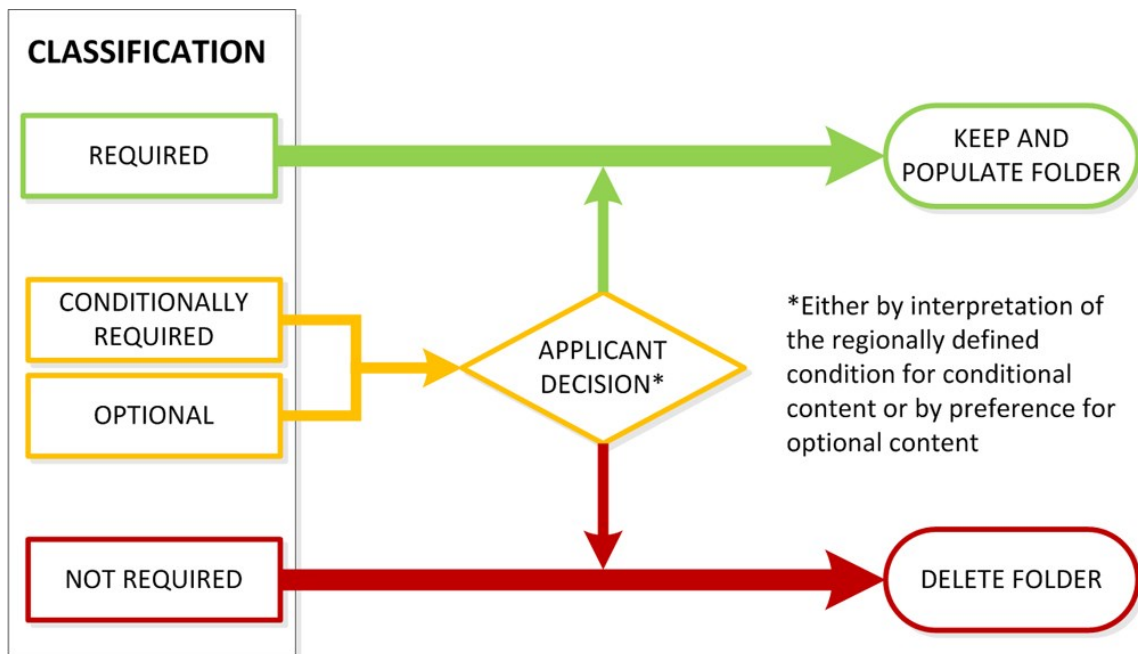 CLASSIFICATION
REQUIRED
KEEP AND
POPULATE FOLDER
CONDITIONALLY
REQUIRED
OPTIONAL
APPLICANT
DECISION*
*Either by interpretation of
the regionally defined
condition for conditional
content or by preference for
optional content
NOT REQUIRED
DELETE FOLDER